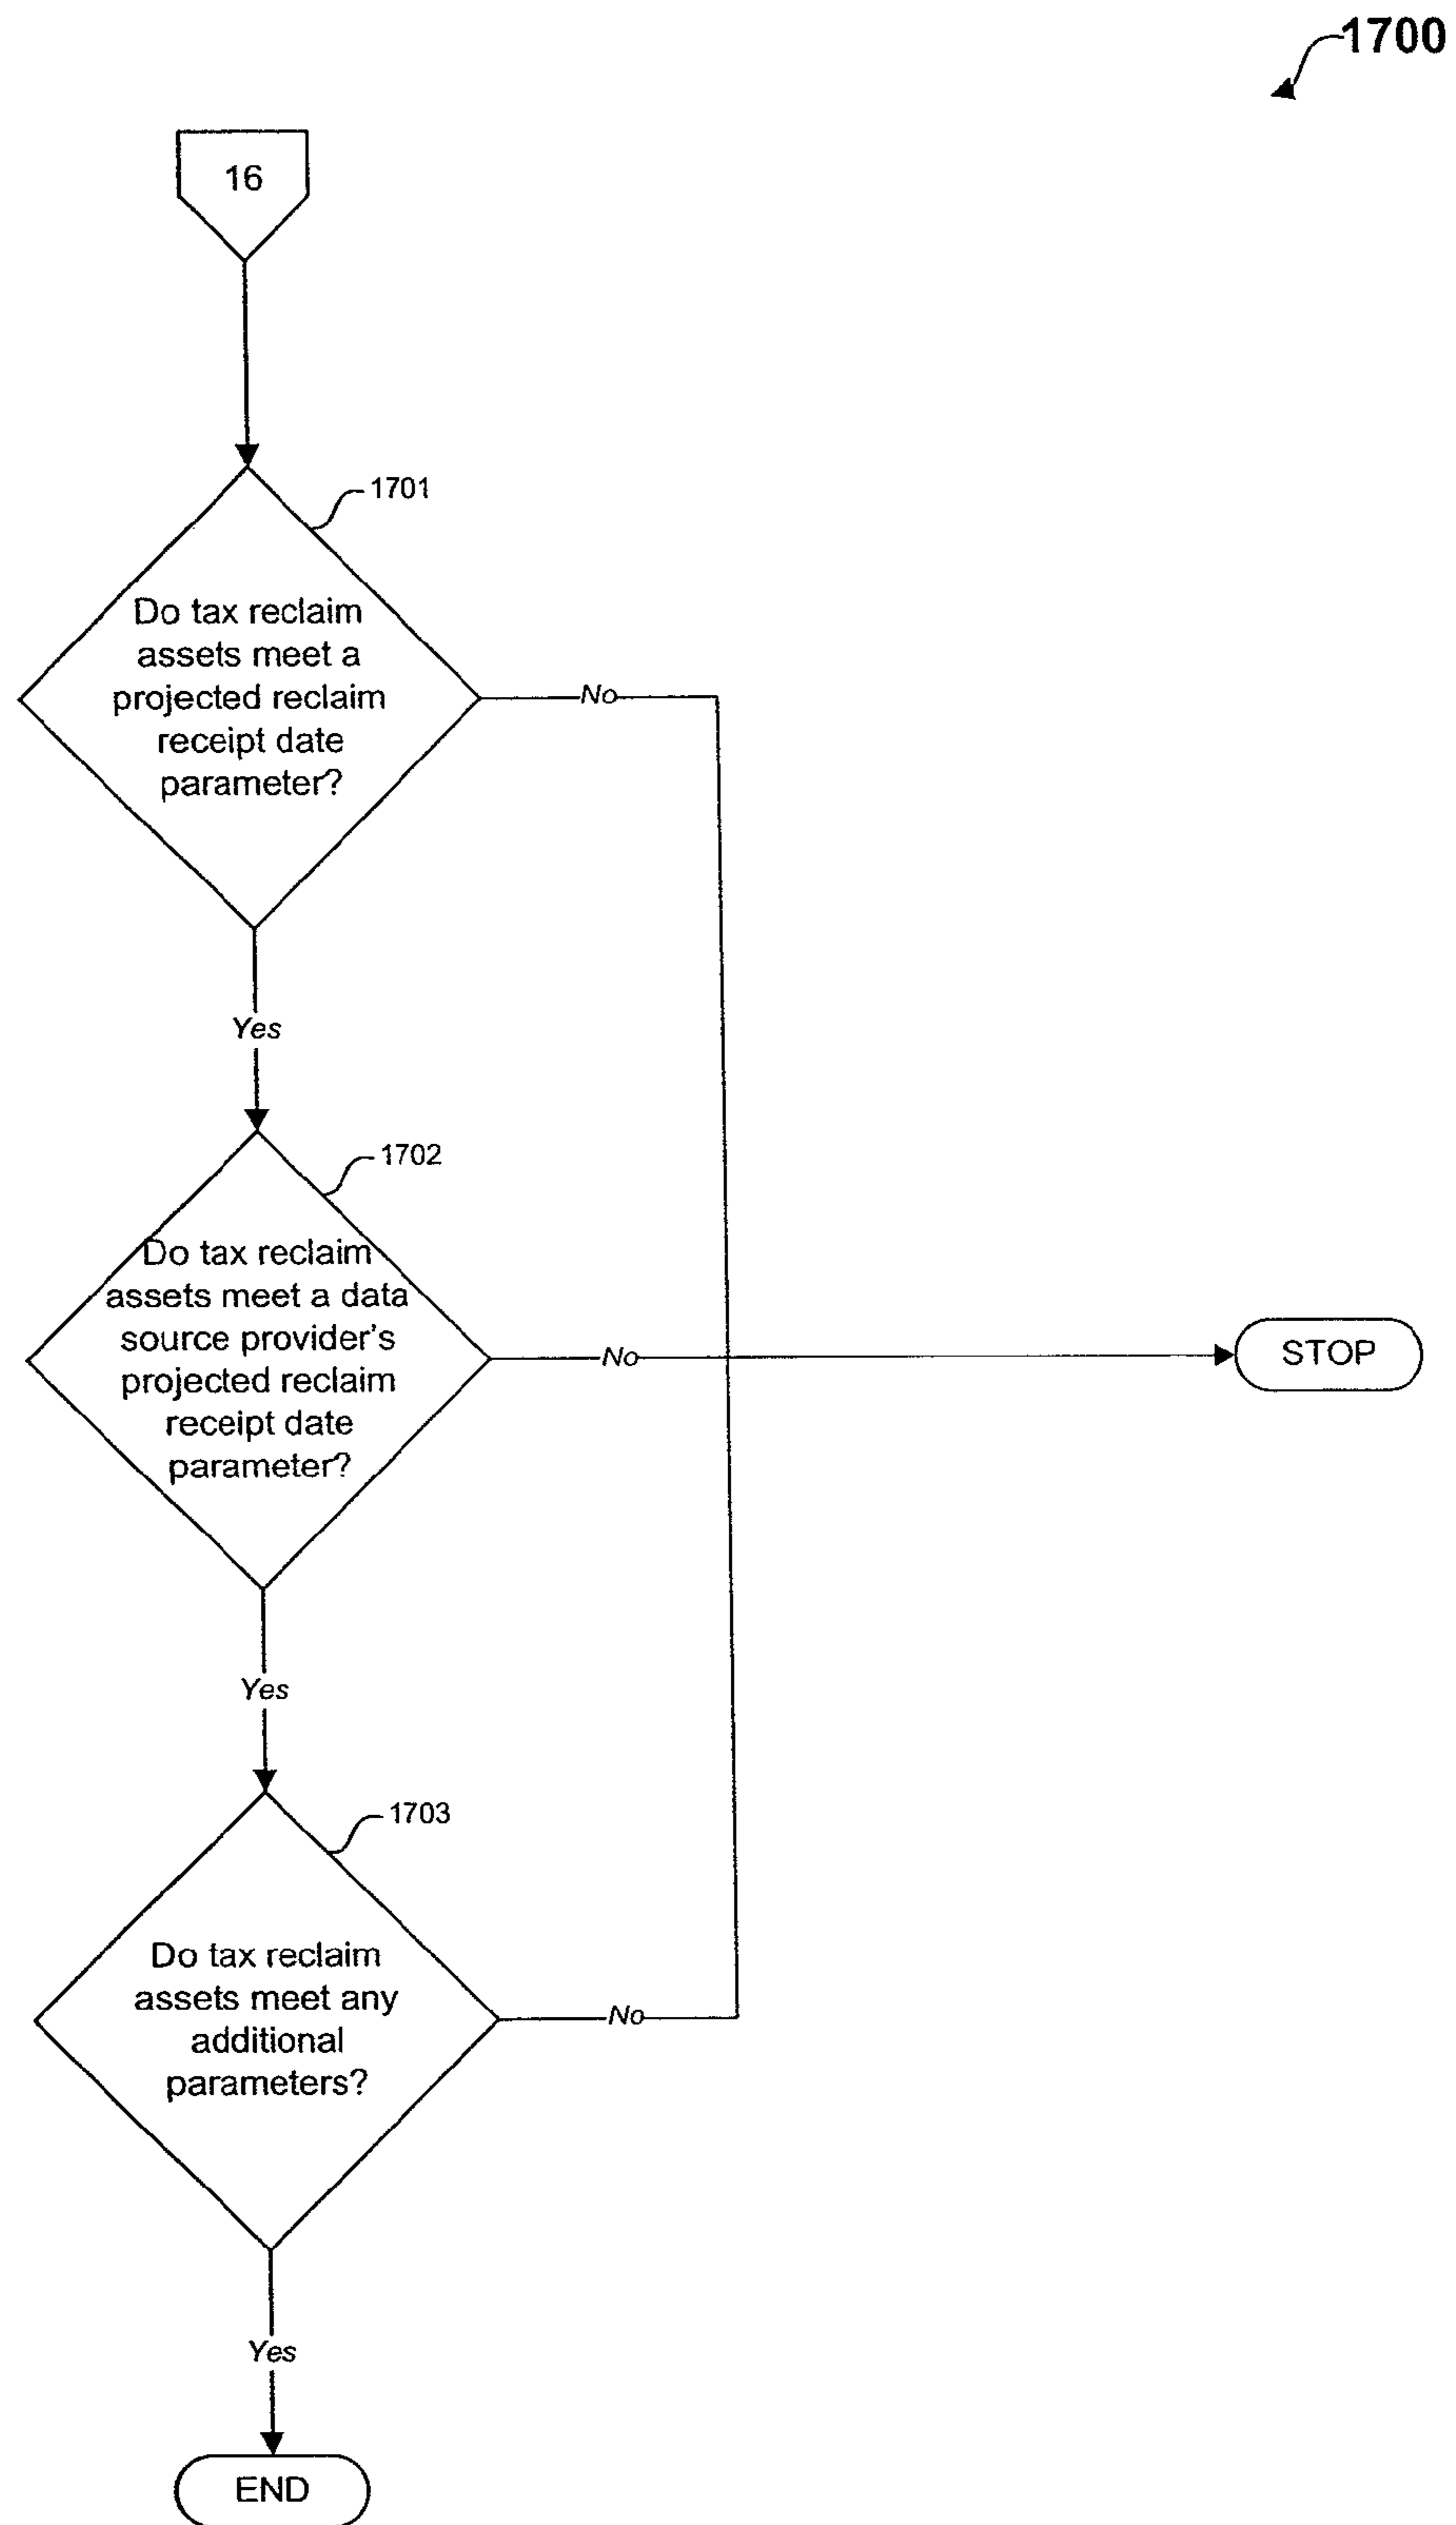 1700
16
1701
Do tax reclaim
assets meet a
projected reclaim
receipt date
parameter?
No
Yes
1702
Do tax reclaim
assets meet a data
source provider's
projected reclaim
receipt date
parameter?
No
STOP
Yes
1703
Do tax reclaim
assets meet any
additional
parameters?
No
Yes
END